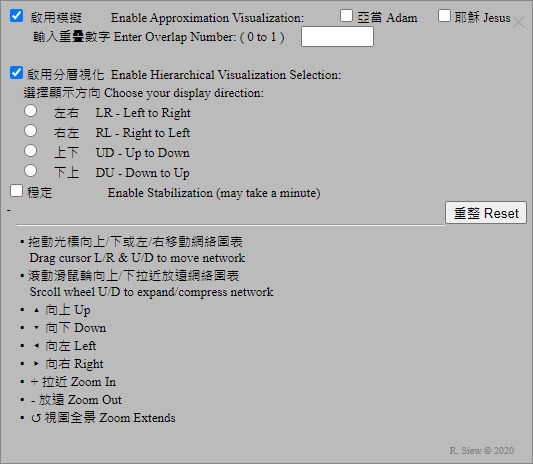 啟用模擬 Enable Approximation Visualization: 亞當 Adam 耶穌 Jesus ×
輸入重疊數字 Enter Overlap Number: ( 0 to 1 )
啟用分層視化 Enable Hierarchical Visualization Selection:
選擇顯示方向 Choose your display direction:
左右 LR - Left to Right
右左 RL - Right to Left
上下 UD - Up to Down
下上 DU - Down to Up
穩定 Enable Stabilization (may take a minute)
-
重整 Reset
▪ 拖動光標向上/下或左/右移動網絡圖表
Drag cursor L/R & U/D to move network
▪ 滾動滑鼠輪向上/下拉近放遠網絡圖表
Srcoll wheel U/D to expand/compress network
▪ ▴ 向上 Up
▪ ▾ 向下 Down
▪ ◂ 向左 Left
▪ ▸ 向右 Right
▪ + 拉近 Zoom In
▪ - 放遠 Zoom Out
▪ ↺ 視圖全景 Zoom Extends
R. Siew © 2020